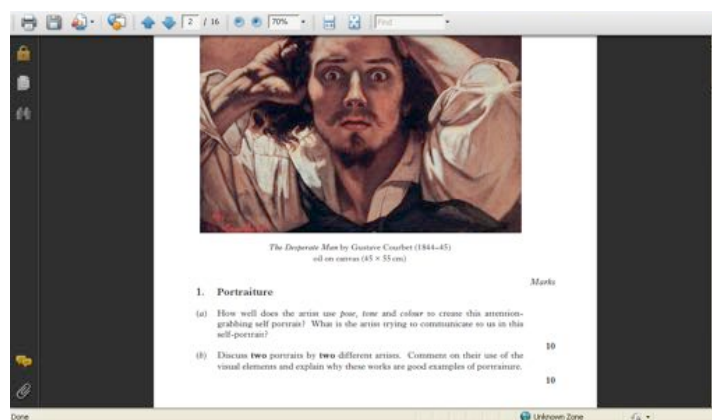 2 / 16
70%
Find
The Desperate Man by Gustave Courbet (1844–45)
oil on canvas (45 × 55 cm)
Marks
1. Portraiture
(a) How well does the artist use pose, tone and colour to create this attention-
grabbing self portrait? What is the artist trying to communicate to us in this
self-portrait?
10
(b) Discuss two portraits by two different artists. Comment on their use of the
visual elements and explain why these works are good examples of portraiture.
10
Done
Unknown Zone